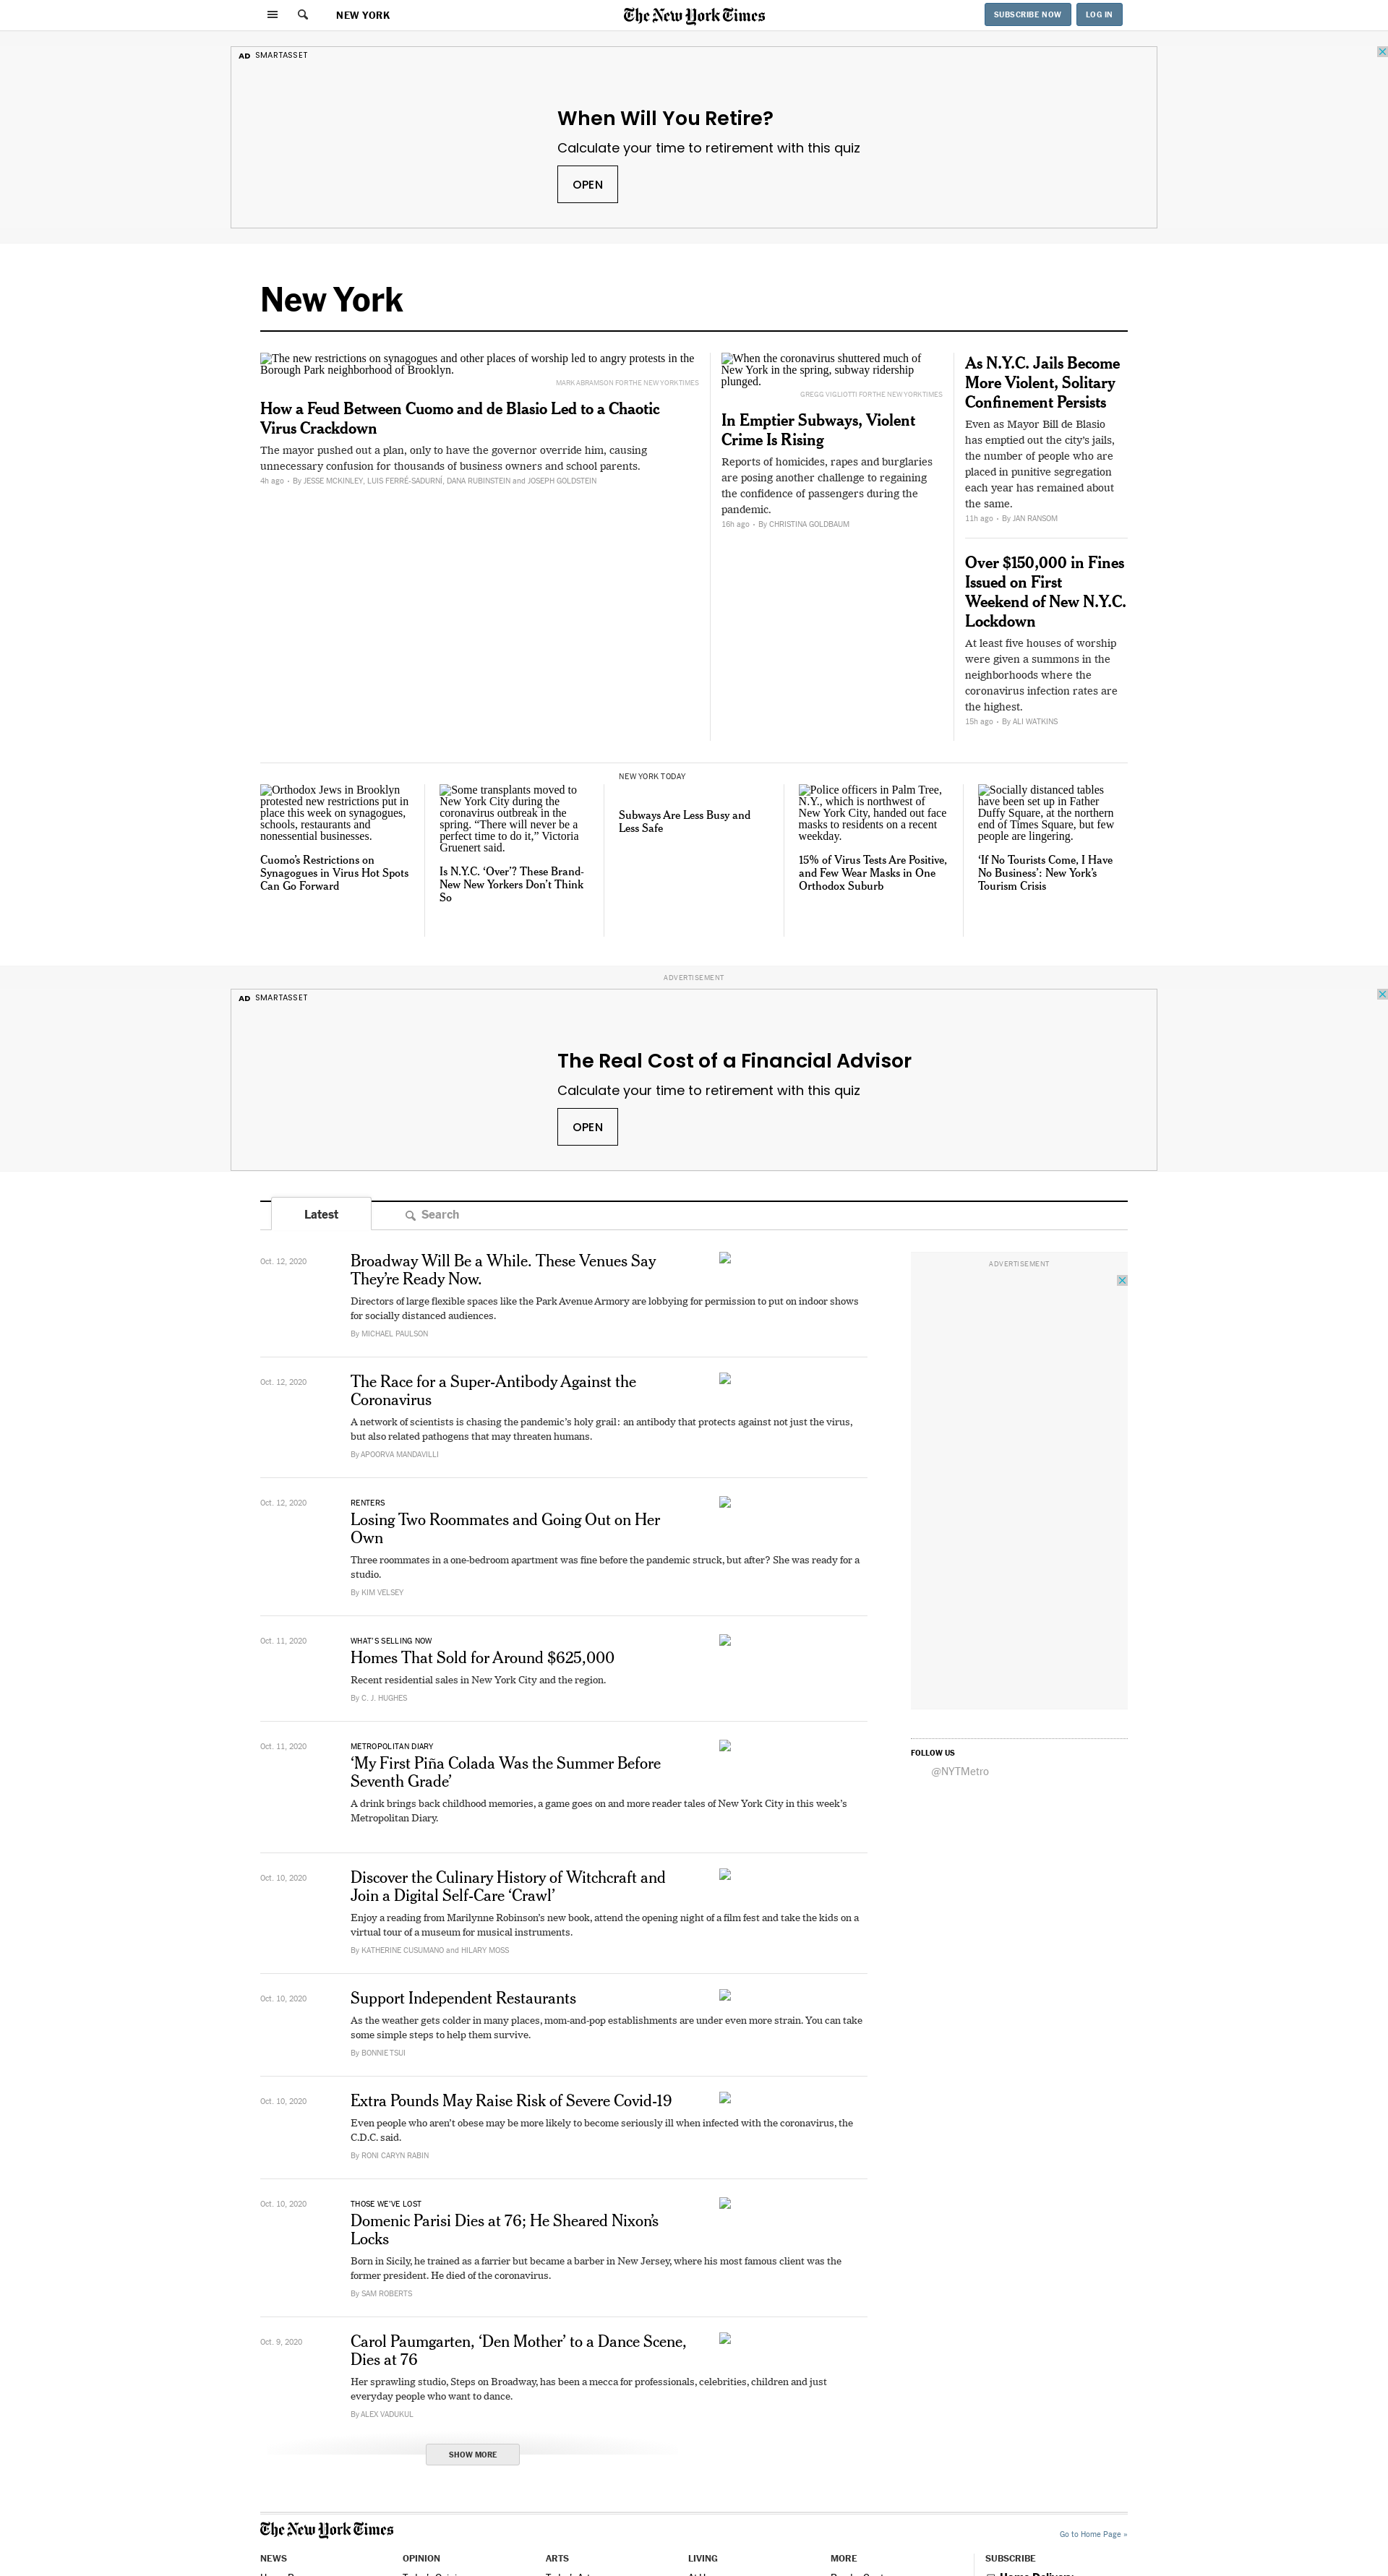 NEW YORK
The New York Times
SUBSCRIBE NOW
LOG IN
AD SMARTASSET
When Will You Retire?
Calculate your time to retirement with this quiz
OPEN
New York
The new restrictions on synagogues and other places of worship led to angry protests in the
Borough Park neighborhood of Brooklyn.
MARK ABRAMSON FOR THE NEW YORK TIMES
How a Feud Between Cuomo and de Blasio Led to a Chaotic
Virus Crackdown
The mayor pushed out a plan, only to have the governor override him, causing
unnecessary confusion for thousands of business owners and school parents.
4h ago • By JESSE MCKINLEY, LUIS FERRÉ-SADURNÍ, DANA RUBINSTEIN and JOSEPH GOLDSTEIN
When the coronavirus shuttered much of
New York in the spring, subway ridership
plunged.
GREGG VIGLIOTTI FOR THE NEW YORK TIMES
In Emptier Subways, Violent
Crime Is Rising
Reports of homicides, rapes and burglaries
are posing another challenge to regaining
the confidence of passengers during the
pandemic.
16h ago • By CHRISTINA GOLDBAUM
As N.Y.C. Jails Become
More Violent, Solitary
Confinement Persists
Even as Mayor Bill de Blasio
has emptied out the city’s jails,
the number of people who are
placed in punitive segregation
each year has remained about
the same.
11h ago • By JAN RANSOM
Over $150,000 in Fines
Issued on First
Weekend of New N.Y.C.
Lockdown
At least five houses of worship
were given a summons in the
neighborhoods where the
coronavirus infection rates are
the highest.
15h ago • By ALI WATKINS
Orthodox Jews in Brooklyn
protested new restrictions put in
place this week on synagogues,
schools, restaurants and
nonessential businesses.
Cuomo’s Restrictions on
Synagogues in Virus Hot Spots
Can Go Forward
Some transplants moved to
New York City during the
coronavirus outbreak in the
spring. “There will never be a
perfect time to do it,” Victoria
Gruenert said.
Is N.Y.C. ‘Over’? These Brand-
New New Yorkers Don’t Think
So
NEW YORK TODAY
Subways Are Less Busy and
Less Safe
Police officers in Palm Tree,
N.Y., which is northwest of
New York City, handed out face
masks to residents on a recent
weekday.
15% of Virus Tests Are Positive,
and Few Wear Masks in One
Orthodox Suburb
Socially distanced tables
have been set up in Father
Duffy Square, at the northern
end of Times Square, but few
people are lingering.
‘If No Tourists Come, I Have
No Business’: New York’s
Tourism Crisis
ADVERTISEMENT
AD SMARTASSET
The Real Cost of a Financial Advisor
Calculate your time to retirement with this quiz
OPEN
Latest
Search
Oct. 12, 2020
Broadway Will Be a While. These Venues Say
They’re Ready Now.
Directors of large flexible spaces like the Park Avenue Armory are lobbying for permission to put on indoor shows
for socially distanced audiences.
By MICHAEL PAULSON
ADVERTISEMENT
Oct. 12, 2020
The Race for a Super-Antibody Against the
Coronavirus
A network of scientists is chasing the pandemic’s holy grail: an antibody that protects against not just the virus,
but also related pathogens that may threaten humans.
By APOORVA MANDAVILLI
Oct. 12, 2020
RENTERS
Losing Two Roommates and Going Out on Her
Own
Three roommates in a one-bedroom apartment was fine before the pandemic struck, but after? She was ready for a
studio.
By KIM VELSEY
Oct. 11, 2020
WHAT’S SELLING NOW
Homes That Sold for Around $625,000
Recent residential sales in New York City and the region.
By C. J. HUGHES
Oct. 11, 2020
METROPOLITAN DIARY
‘My First Piña Colada Was the Summer Before
Seventh Grade’
A drink brings back childhood memories, a game goes on and more reader tales of New York City in this week’s
Metropolitan Diary.
FOLLOW US
@NYTMetro
Oct. 10, 2020
Discover the Culinary History of Witchcraft and
Join a Digital Self-Care ‘Crawl’
Enjoy a reading from Marilynne Robinson’s new book, attend the opening night of a film fest and take the kids on a
virtual tour of a museum for musical instruments.
By KATHERINE CUSUMANO and HILARY MOSS
Oct. 10, 2020
Support Independent Restaurants
As the weather gets colder in many places, mom-and-pop establishments are under even more strain. You can take
some simple steps to help them survive.
By BONNIE TSUI
Oct. 10, 2020
Extra Pounds May Raise Risk of Severe Covid-19
Even people who aren’t obese may be more likely to become seriously ill when infected with the coronavirus, the
C.D.C. said.
By RONI CARYN RABIN
Oct. 10, 2020
THOSE WE’VE LOST
Domenic Parisi Dies at 76; He Sheared Nixon’s
Locks
Born in Sicily, he trained as a farrier but became a barber in New Jersey, where his most famous client was the
former president. He died of the coronavirus.
By SAM ROBERTS
Oct. 9, 2020
Carol Paumgarten, ‘Den Mother’ to a Dance Scene,
Dies at 76
Her sprawling studio, Steps on Broadway, has been a mecca for professionals, celebrities, children and just
everyday people who want to dance.
By ALEX VADUKUL
SHOW MORE
The New York Times
Go to Home Page »
NEWS
OPINION
ARTS
LIVING
MORE
SUBSCRIBE